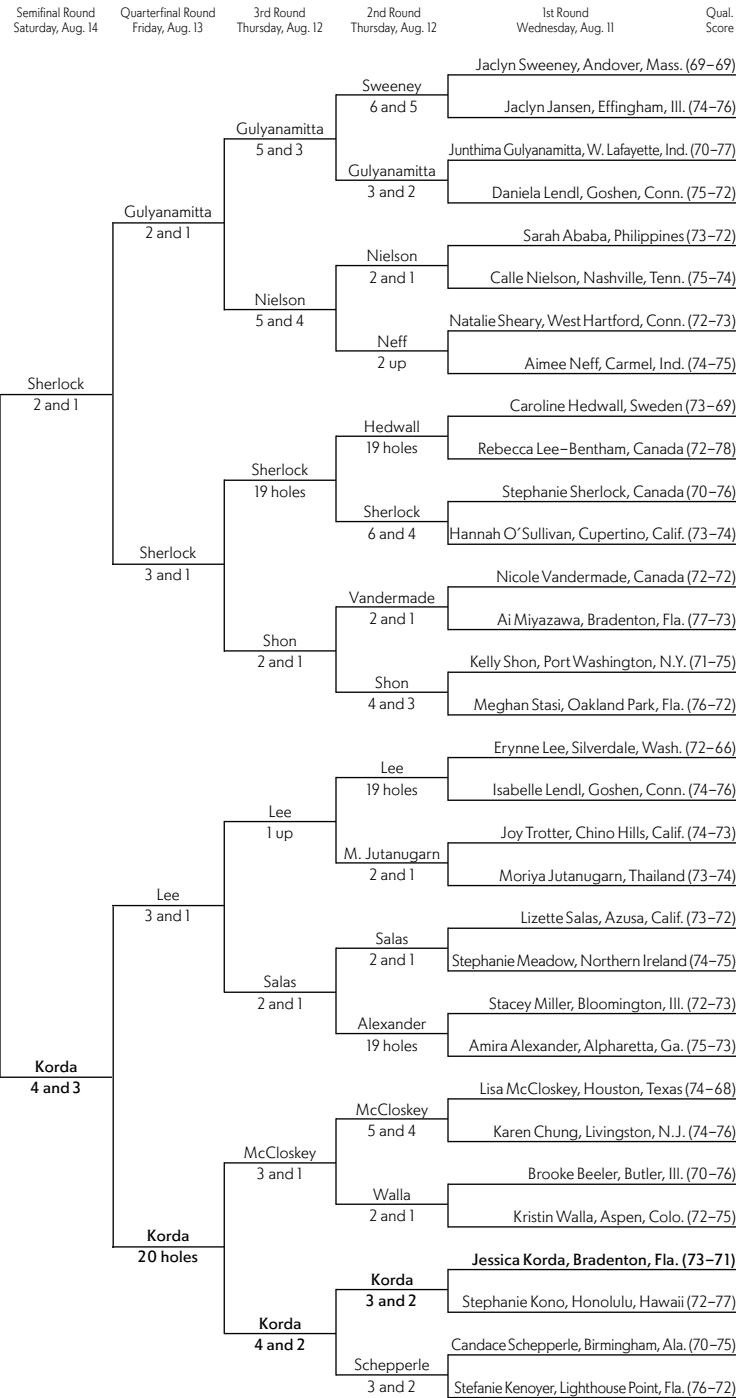 Semifinal Round
Saturday, Aug. 14
Quarterfinal Round
Friday, Aug. 13
3rd Round
Thursday, Aug. 12
2nd Round
Thursday, Aug. 12
1st Round
Wednesday, Aug. 11
Qual.
Score
Jaclyn Sweeney, Andover, Mass. (69–69)
Sweeney
6 and 5
Jaclyn Jansen, Effingham, Ill. (74–76)
Gulyanamitta
5 and 3
Junthima Gulyanamitta, W. Lafayette, Ind. (70–77)
Gulyanamitta
3 and 2
Daniela Lendl, Goshen, Conn. (75–72)
Gulyanamitta
2 and 1
Sarah Ababa, Philippines (73–72)
Nielson
2 and 1
Calle Nielson, Nashville, Tenn. (75–74)
Nielson
5 and 4
Natalie Sheary, West Hartford, Conn. (72–73)
Neff
2 up
Aimee Neff, Carmel, Ind. (74–75)
Sherlock
2 and 1
Caroline Hedwall, Sweden (73–69)
Hedwall
19 holes
Rebecca Lee–Bentham, Canada (72–78)
Sherlock
19 holes
Stephanie Sherlock, Canada (70–76)
Sherlock
6 and 4
Hannah O´Sullivan, Cupertino, Calif. (73–74)
Sherlock
3 and 1
Nicole Vandermade, Canada (72–72)
Vandermade
2 and 1
Ai Miyazawa, Bradenton, Fla. (77–73)
Shon
2 and 1
Kelly Shon, Port Washington, N.Y. (71–75)
Shon
4 and 3
Meghan Stasi, Oakland Park, Fla. (76–72)
Erynne Lee, Silverdale, Wash. (72–66)
Lee
19 holes
Isabelle Lendl, Goshen, Conn. (74–76)
Lee
1 up
Joy Trotter, Chino Hills, Calif. (74–73)
M. Jutanugarn
2 and 1
Moriya Jutanugarn, Thailand (73–74)
Lee
3 and 1
Lizette Salas, Azusa, Calif. (73–72)
Salas
2 and 1
Stephanie Meadow, Northern Ireland (74–75)
Salas
2 and 1
Stacey Miller, Bloomington, Ill. (72–73)
Alexander
19 holes
Amira Alexander, Alpharetta, Ga. (75–73)
Korda
4 and 3
Lisa McCloskey, Houston, Texas (74–68)
McCloskey
5 and 4
Karen Chung, Livingston, N.J. (74–76)
McCloskey
3 and 1
Brooke Beeler, Butler, Ill. (70–76)
Walla
2 and 1
Kristin Walla, Aspen, Colo. (72–75)
Korda
20 holes
Jessica Korda, Bradenton, Fla. (73–71)
Korda
3 and 2
Stephanie Kono, Honolulu, Hawaii (72–77)
Korda
4 and 2
Candace Schepperle, Birmingham, Ala. (70–75)
Schepperle
3 and 2
Stefanie Kenoyer, Lighthouse Point, Fla. (76–72)